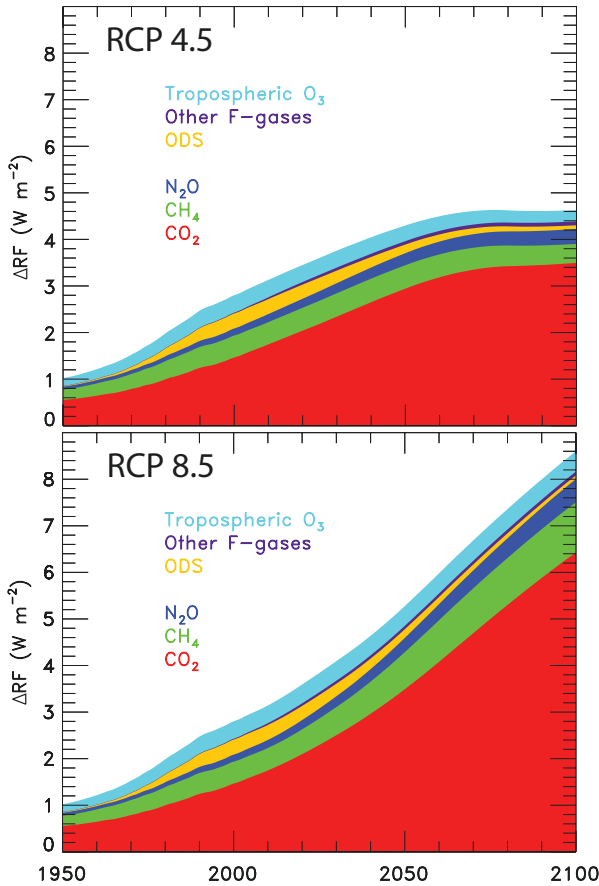 RCP 4.5
8
7
6
5
4
3
2
1
0
ΔRF (W m⁻²)
Tropospheric O₃
Other F-gases
ODS
N₂O
CH₄
CO₂
RCP 8.5
8
7
6
5
4
3
2
1
0
ΔRF (W m⁻²)
Tropospheric O₃
Other F-gases
ODS
N₂O
CH₄
CO₂
1950 2000 2050 2100